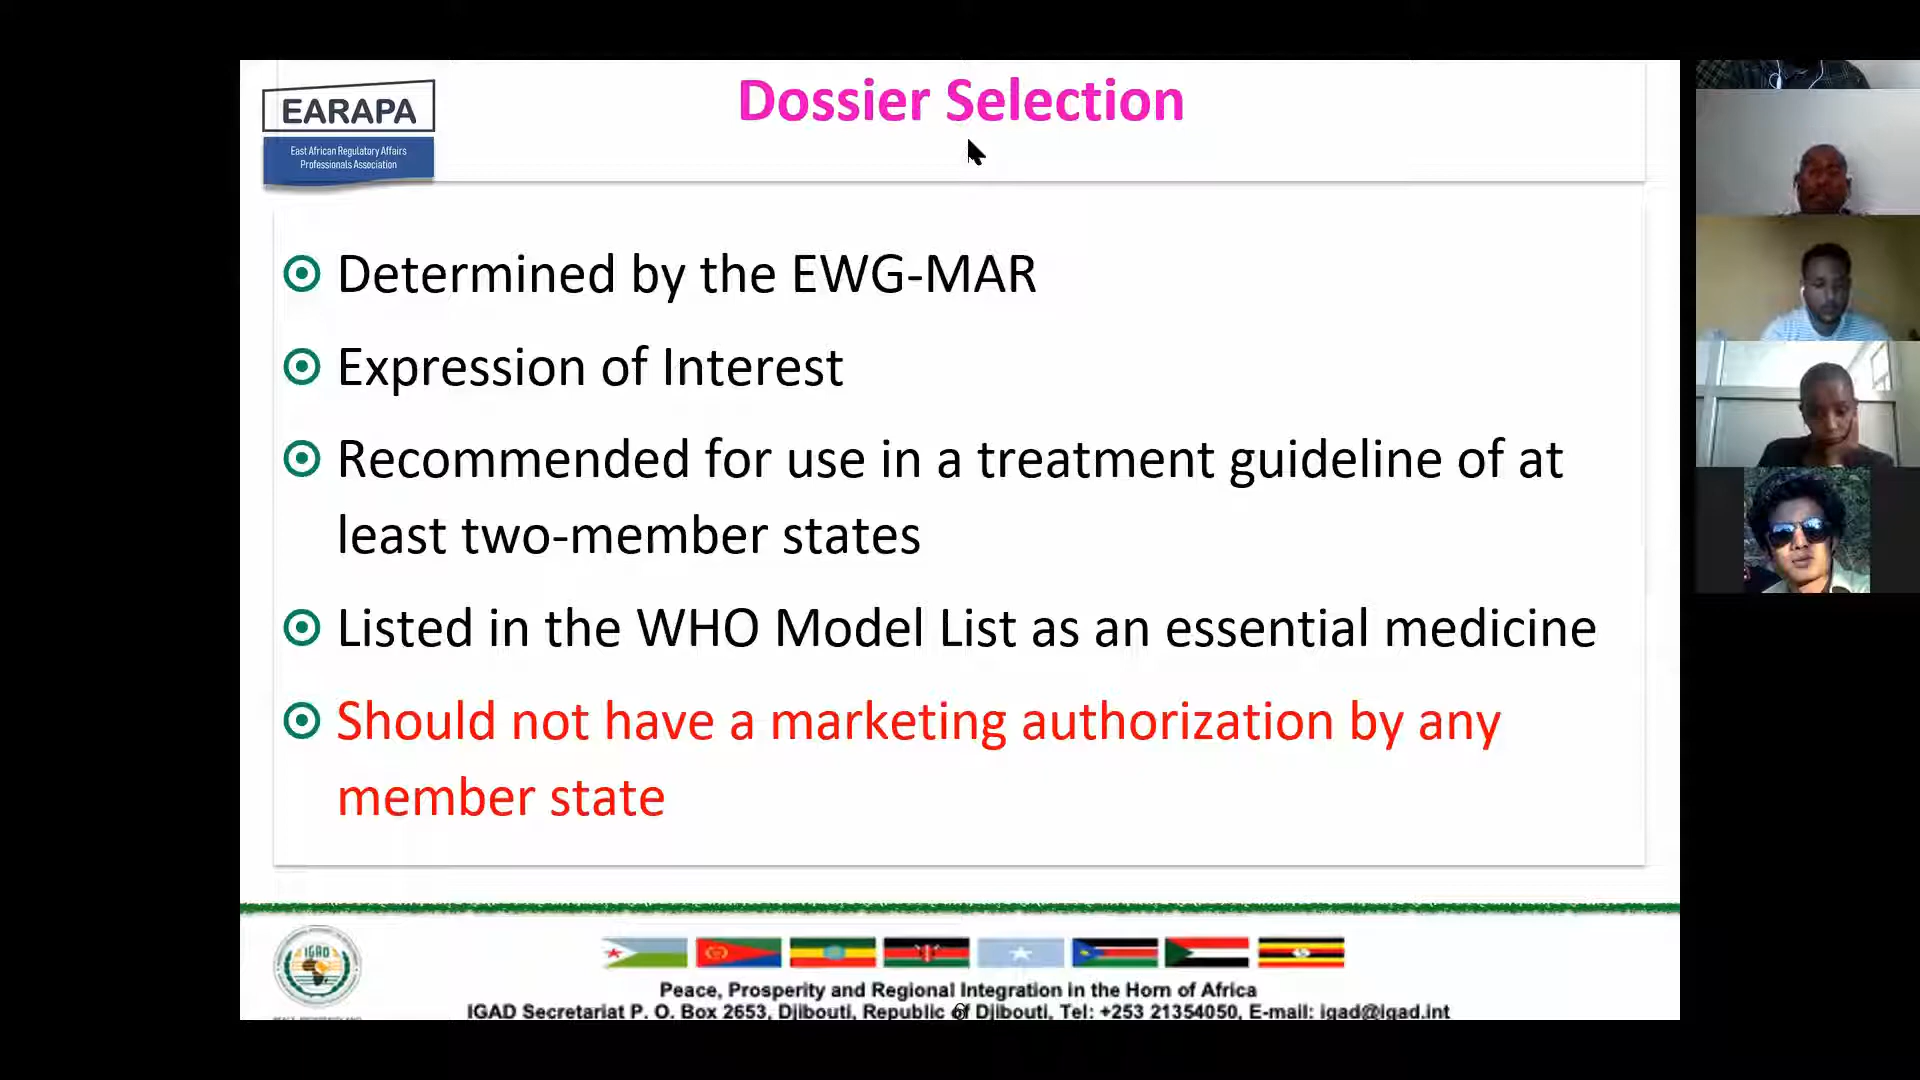 EARAPA
East African Regulatory Affairs
Professionals Association
Dossier Selection
Determined by the EWG-MAR
Expression of Interest
Recommended for use in a treatment guideline of at
least two-member states
Listed in the WHO Model List as an essential medicine
Should not have a marketing authorization by any
member state
IGAD
Peace, Prosperity and Regional Integration in the Horn of Africa
IGAD Secretariat P. O. Box 2653, Djibouti, Republic of Djibouti, Tel: +253 21354050, E-mail: igad@igad.int
6